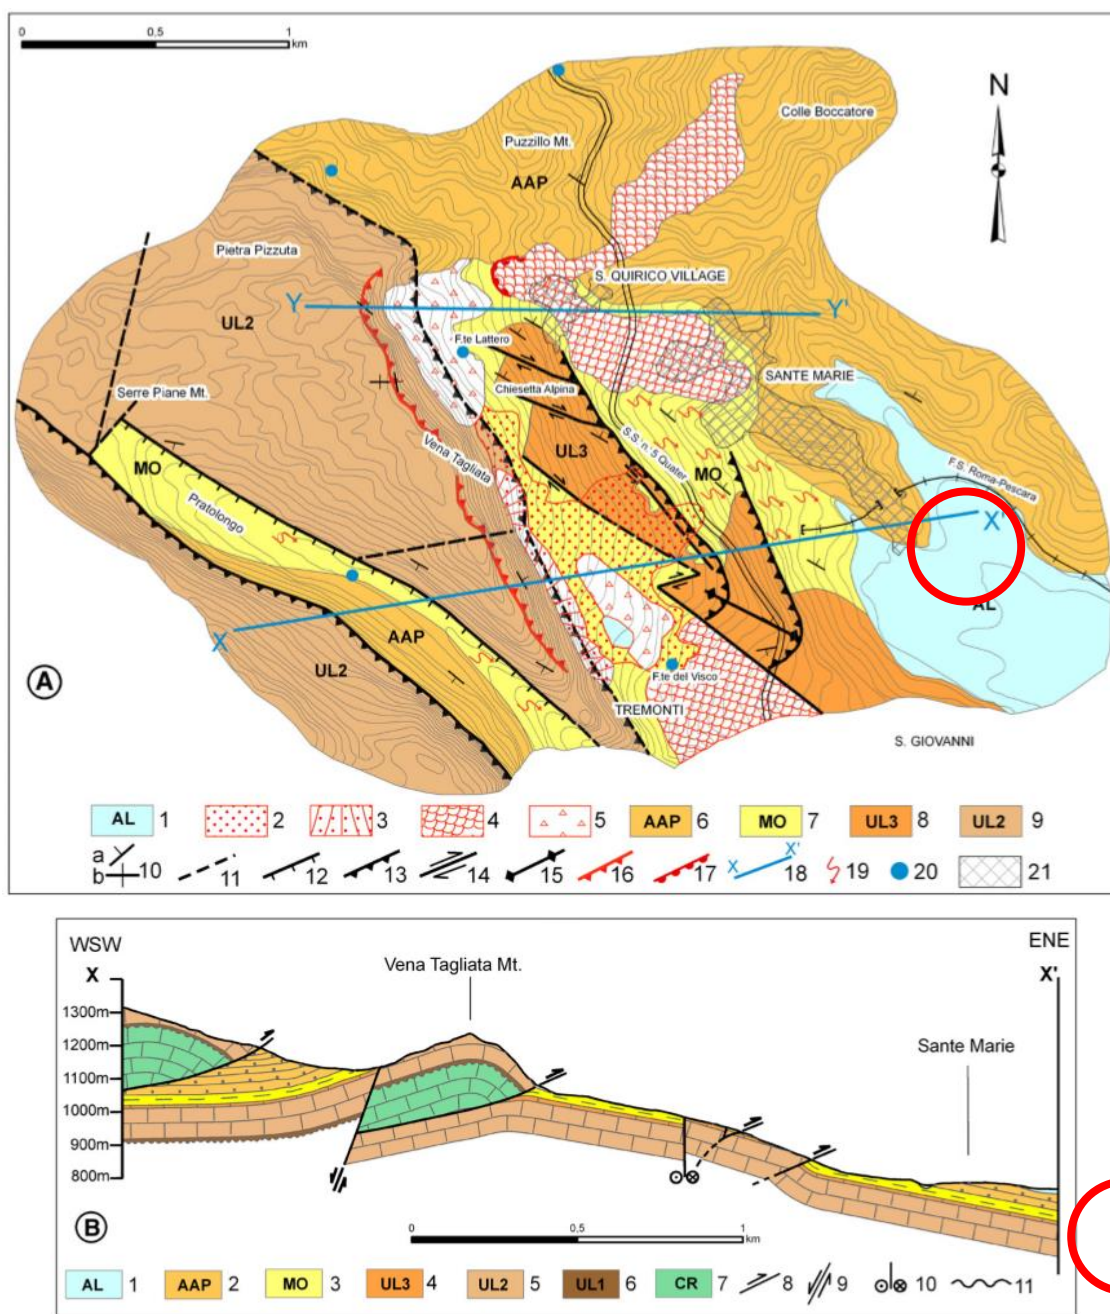 0 0,5 1
km
N
Colle Boccatore
Puzzillo Mt.
AAP
Pietra Pizzuta
S. QUIRICO VILLAGE
UL2
Y Y'
F.te Lattero
SANTE MARIE
Chiesetta Alpina
Serre Piane Mt.
Vena Tagliata
UL3
S.S. n.° 5 Quater
MO
F.S. Roma-Pescara
MO
Pratolongo
X'
AL
X
AAP
UL2
F.te del Visco
A
TREMONTI
S. GIOVANNI
AL 1 2 3 4 5 AAP 6 MO 7 UL3 8 UL2 9
a
b 10 11 12 13 14 15 16 17 X X' 18 19 20 21
WSW ENE
X Vena Tagliata Mt. X'
1300m
1200m
Sante Marie
1100m
1000m
900m
800m
B
0 0,5 1
km
AL 1 AAP 2 MO 3 UL3 4 UL2 5 UL1 6 CR 7 8 9 10 11